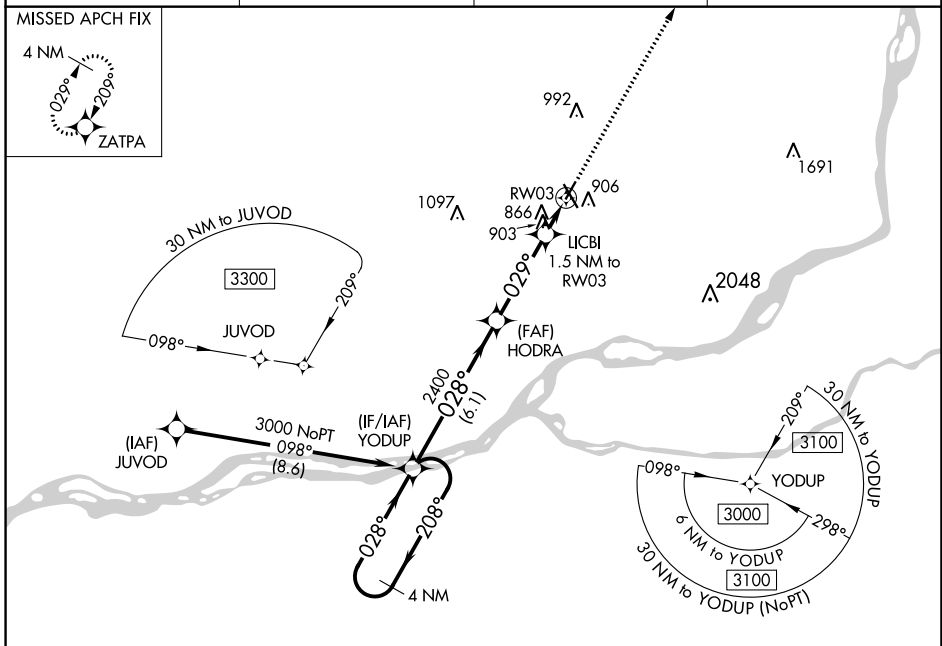 MISSED APCH FIX
4 NM
029°
209°
ZATPA
992
1691
1097
RW03
906
866
903
LICBI
1.5 NM to
RW03
30 NM to JUVOD
3300
209°
JUVOD
098°
029°
2048
(FAF)
HODRA
2400
028°
(6.1)
(IF/IAF)
YODUP
3000 NoPT
098°
(8.6)
(IAF)
JUVOD
028°
208°
4 NM
30 NM to YODUP
209°
3100
098°
YODUP
3000
298°
6 NM to YODUP
3100
30 NM to YODUP (NoPT)